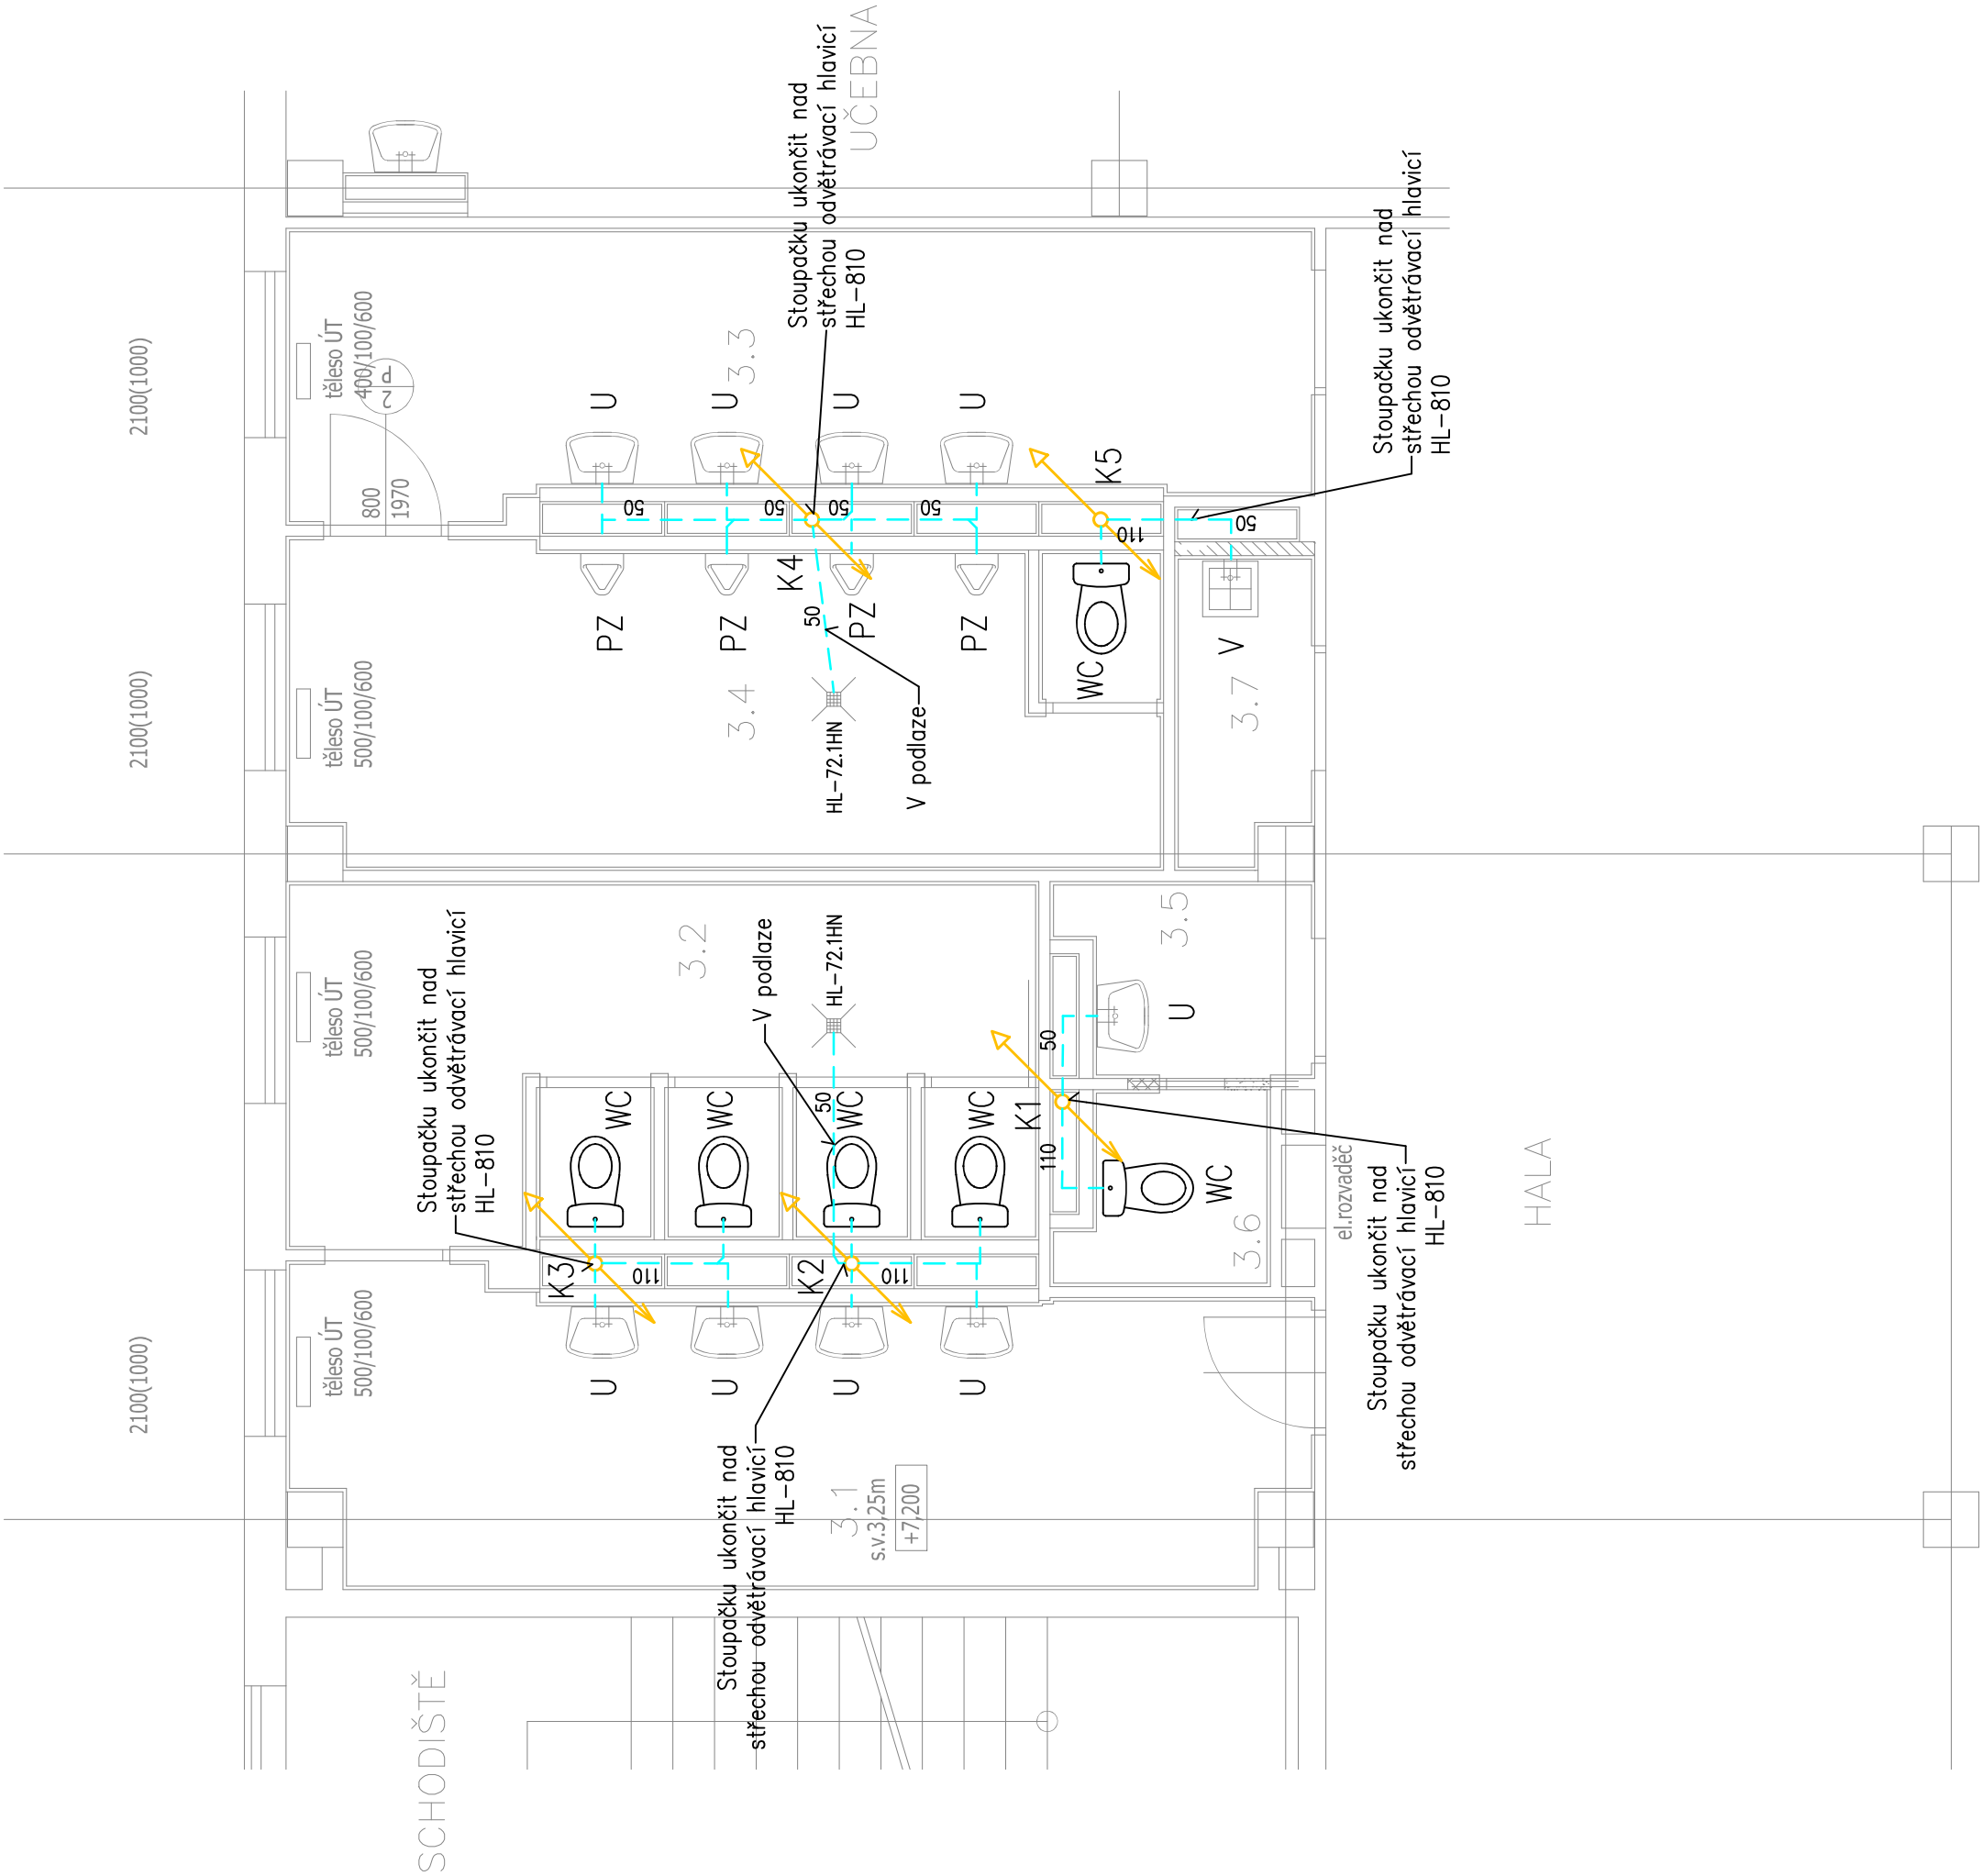 2100(1000)
2100(1000)
2100(1000)
těleso ÚT
500/100/600
těleso ÚT
500/100/600
těleso ÚT
500/100/600
těleso ÚT
400/100/600
800
1970
SCHODIŠTĚ
Stoupačku ukončit nad
střechou odvětrávací hlavicí
HL-810
K3
U
WC
110
PZ
U
50
3.2
U
WC
PZ
U
3.3
3.4
50
Stoupačku ukončit nad
střechou odvětrávací hlavicí
HL-810
V podlaze
K4
Stoupačku ukončit nad
střechou odvětrávací hlavicí
HL-810
UČEBNA
K2
50
HL-72.1HN
HL-72.1HN
50
50
3.1
s.v.3,25m
+7,200
U
WC
PZ
U
110
V podlaze
50
U
WC
PZ
U
K1
110
50
WC
K5
110
U
3.5
WC
3.6
V
3.7
50
el.rozvaděč
Stoupačku ukončit nad
střechou odvětrávací hlavicí
HL-810
Stoupačku ukončit nad
střechou odvětrávací hlavicí
HL-810
HALA